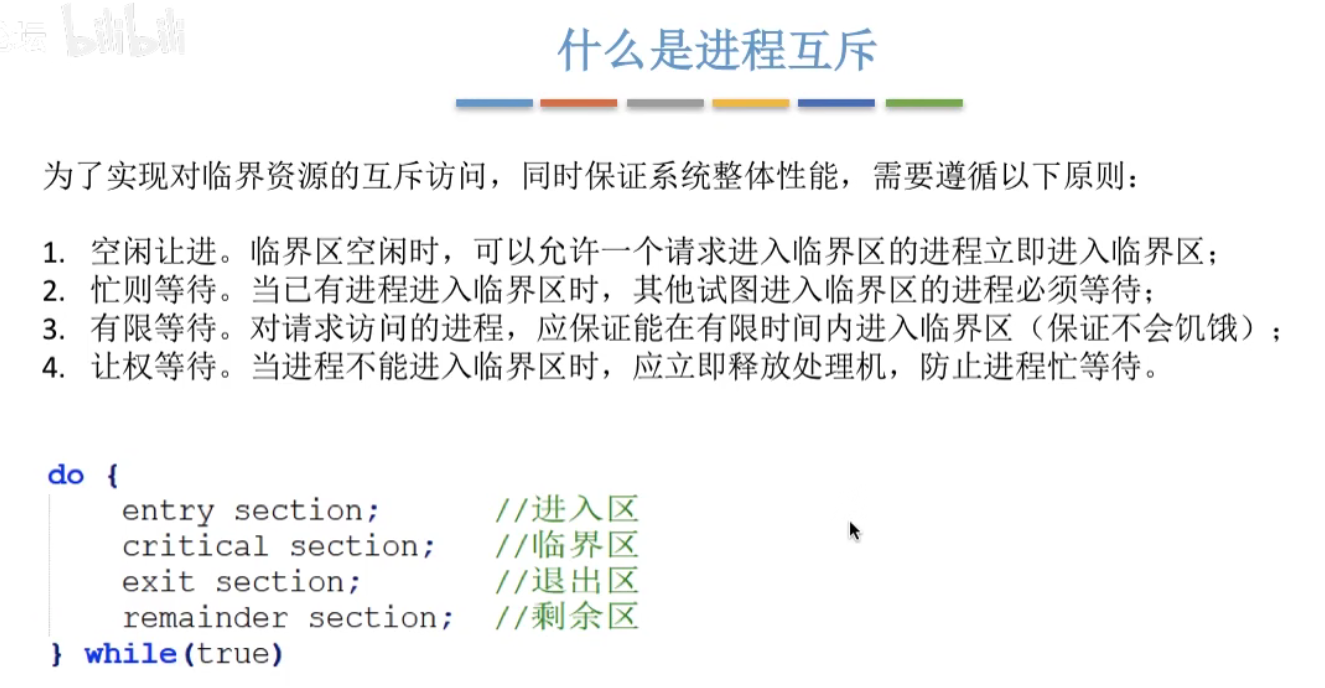 坛 bilibili
什么是进程互斥
为了实现对临界资源的互斥访问，同时保证系统整体性能，需要遵循以下原则：
1. 空闲让进。临界区空闲时，可以允许一个请求进入临界区的进程立即进入临界区；
2. 忙则等待。当已有进程进入临界区时，其他试图进入临界区的进程必须等待；
3. 有限等待。对请求访问的进程，应保证能在有限时间内进入临界区（保证不会饥饿）；
4. 让权等待。当进程不能进入临界区时，应立即释放处理机，防止进程忙等待。
do {
entry section; //进入区
critical section; //临界区
exit section; //退出区
remainder section; //剩余区
} while(true)